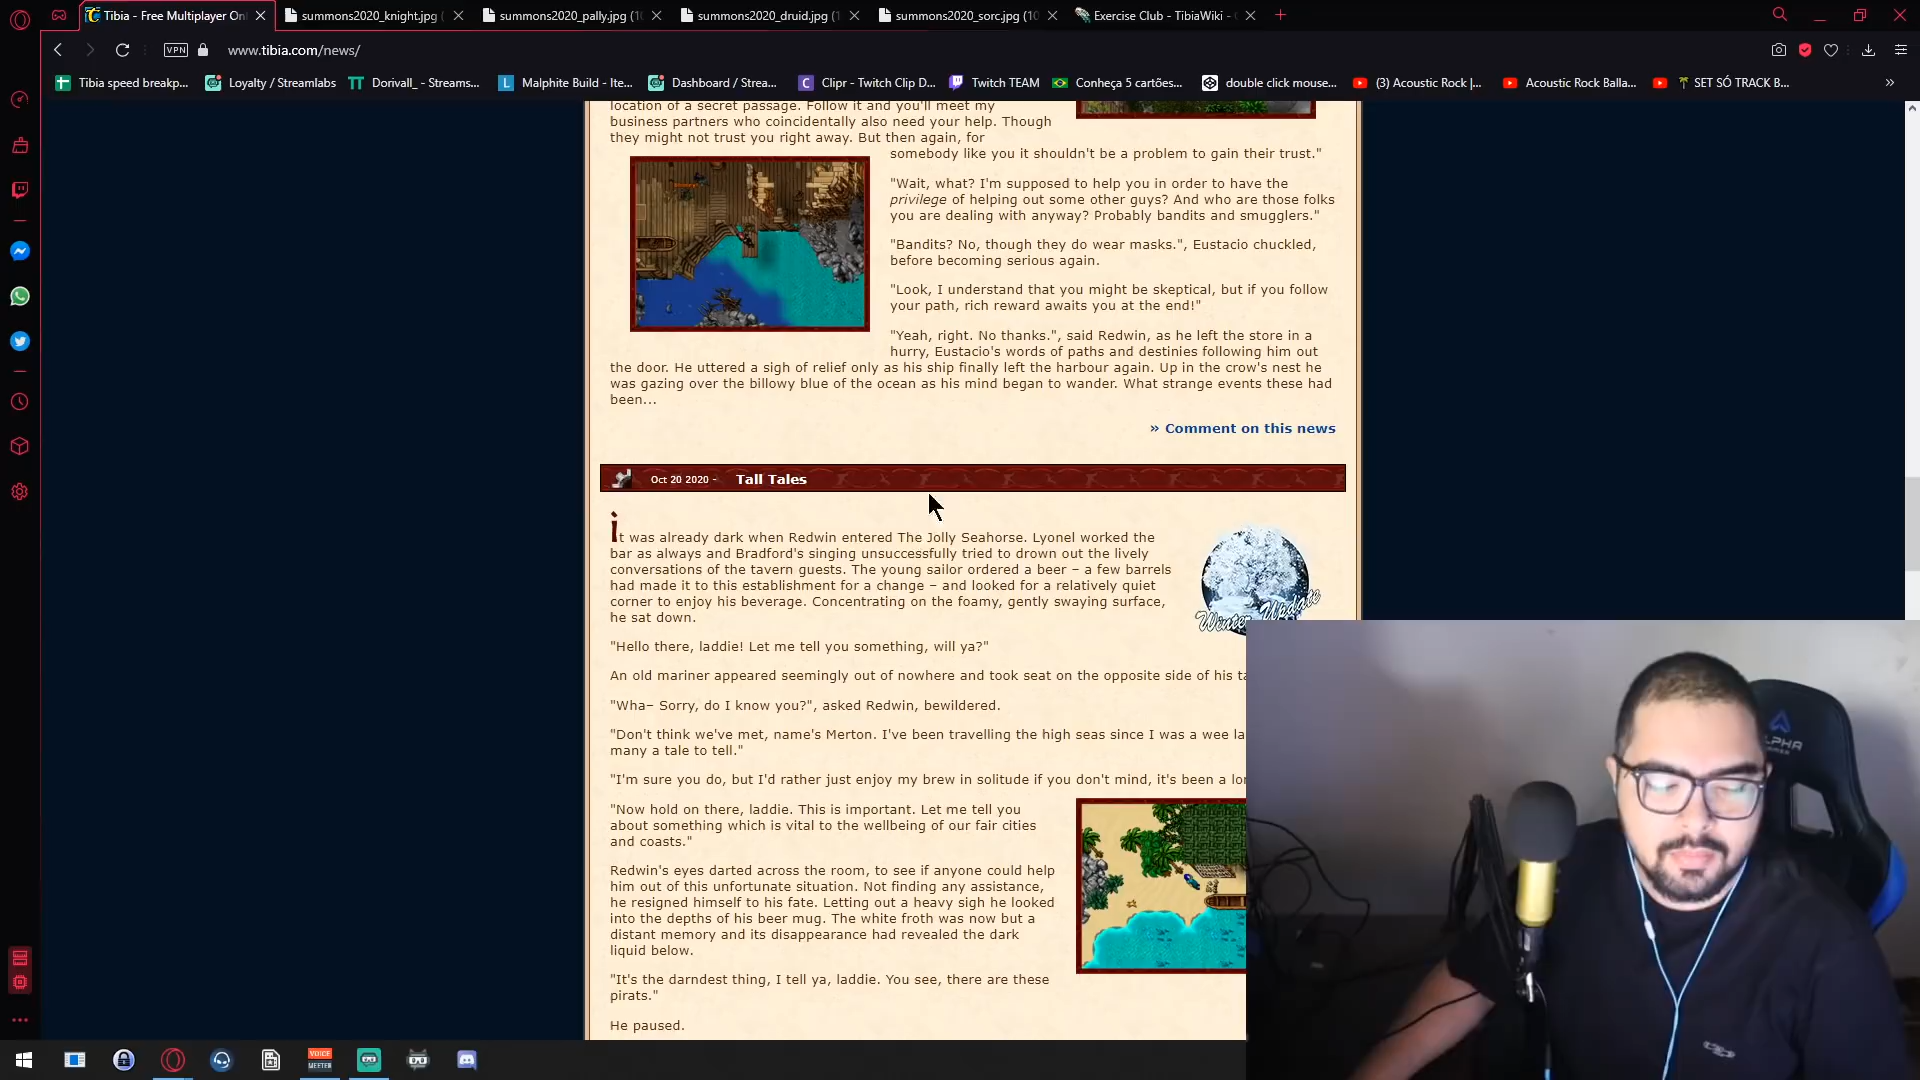 Tibia - Free Multiplayer On
summons2020_knight.jpg (
summons2020_pally.jpg (1
summons2020_druid.jpg (1
summons2020_sorc.jpg (10
Exercise Club - TibiaWiki -
VPN
www.tibia.com/news/
Tibia speed breakp...
Loyalty / Streamlabs
Dorivall_ - Streams...
Malphite Build - Ite...
Dashboard / Strea...
Clipr - Twitch Clip D...
Twitch TEAM
Conheça 5 cartões...
double click mouse...
(3) Acoustic Rock |...
Acoustic Rock Balla...
SET SÓ TRACK B...
location of a secret passage. Follow it and you'll meet my
business partners who coincidentally also need your help. Though
they might not trust you right away. But then again, for
somebody like you it shouldn't be a problem to gain their trust."
"Wait, what? I'm supposed to help you in order to have the
privilege of helping out some other guys? And who are those folks
you are dealing with anyway? Probably bandits and smugglers."
"Bandits? No, though they do wear masks.", Eustacio chuckled,
before becoming serious again.
"Look, I understand that you might be skeptical, but if you follow
your path, rich reward awaits you at the end!"
"Yeah, right. No thanks.", said Redwin, as he left the store in a
hurry, Eustacio's words of paths and destinies following him out
the door. He uttered a sigh of relief only as his ship finally left the harbour again. Up in the crow's nest he
was gazing over the billowy blue of the ocean as his mind began to wander. What strange events these had
been...
» Comment on this news
Oct 20 2020 - Tall Tales
It was already dark when Redwin entered The Jolly Seahorse. Lyonel worked the
bar as always and Bradford's singing unsuccessfully tried to drown out the lively
conversations of the tavern guests. The young sailor ordered a beer – a few barrels
had made it to this establishment for a change – and looked for a relatively quiet
corner to enjoy his beverage. Concentrating on the foamy, gently swaying surface,
he sat down.
Winter Update
"Hello there, laddie! Let me tell you something, will ya?"
An old mariner appeared seemingly out of nowhere and took seat on the opposite side of his ta
"Wha– Sorry, do I know you?", asked Redwin, bewildered.
"Don't think we've met, name's Merton. I've been travelling the high seas since I was a wee la
many a tale to tell."
"I'm sure you do, but I'd rather just enjoy my brew in solitude if you don't mind, it's been a lo
"Now hold on there, laddie. This is important. Let me tell you
about something which is vital to the wellbeing of our fair cities
and coasts."
Redwin's eyes darted across the room, to see if anyone could help
him out of this unfortunate situation. Not finding any assistance,
he resigned himself to his fate. Letting out a heavy sigh he looked
into the depths of his beer mug. The white froth was now but a
distant memory and its disappearance had revealed the dark
liquid below.
"It's the darndest thing, I tell ya, laddie. You see, there are these
pirats."
He paused.
VOICE
MEETER